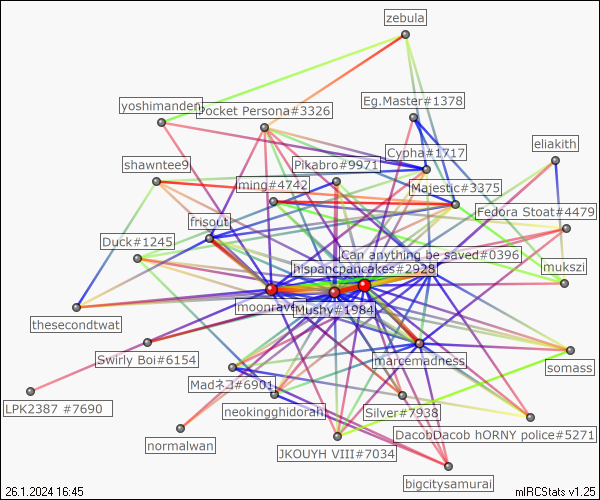 zebula
Eg.Master#1378
yoshimanden
Pocket Persona#3326
eliakith
Cypha#1717
shawntee9
Pikabro#9971
ming#4742
Majestic#3375
Fedora Stoat#4479
frisout
Duck#1245
Can anything be saved#0396
hispancpancakes#2928
mukszi
moonrave
Mushy#1984
thesecondtwat
Swirly Boi#6154
marcemadness
somass
Madネコ#6901
LPK2387 #7690
neokingghidorah
Silver#7938
DacobDacob hORNY police#5271
normalwan
JKOUYH VIII#7034
bigcitysamurai
26.1.2024 16:45
mIRCStats v1.25